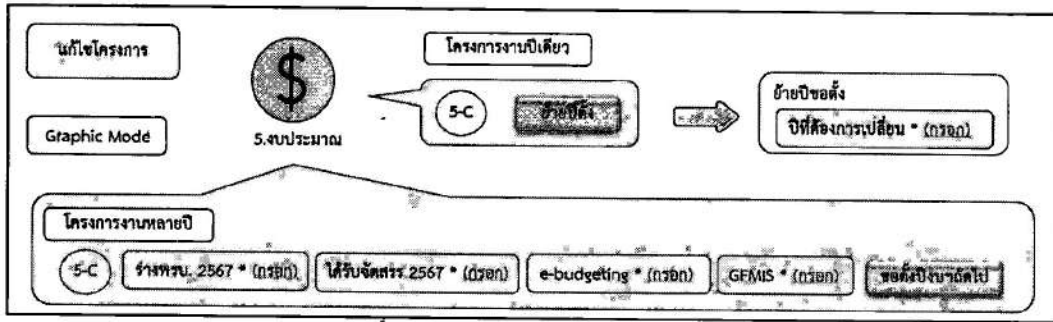 แก้ไขโครงการ
Graphic Mode
$
5.งบประมาณ
โครงการงานปีเดียว
5-C
ย้ายปีตั้ง
ย้ายปีขอตั้ง
ปีที่ต้องการเปลี่ยน * (กรอก)
โครงการงานหลายปี
5-C
ร่างพรบ. 2567 * (กรอก)
ได้รับจัดสรร 2567 * (กรอก)
e-budgeting * (กรอก)
GFMIS * (กรอก)
ขอตั้งปีงบฯถัดไป